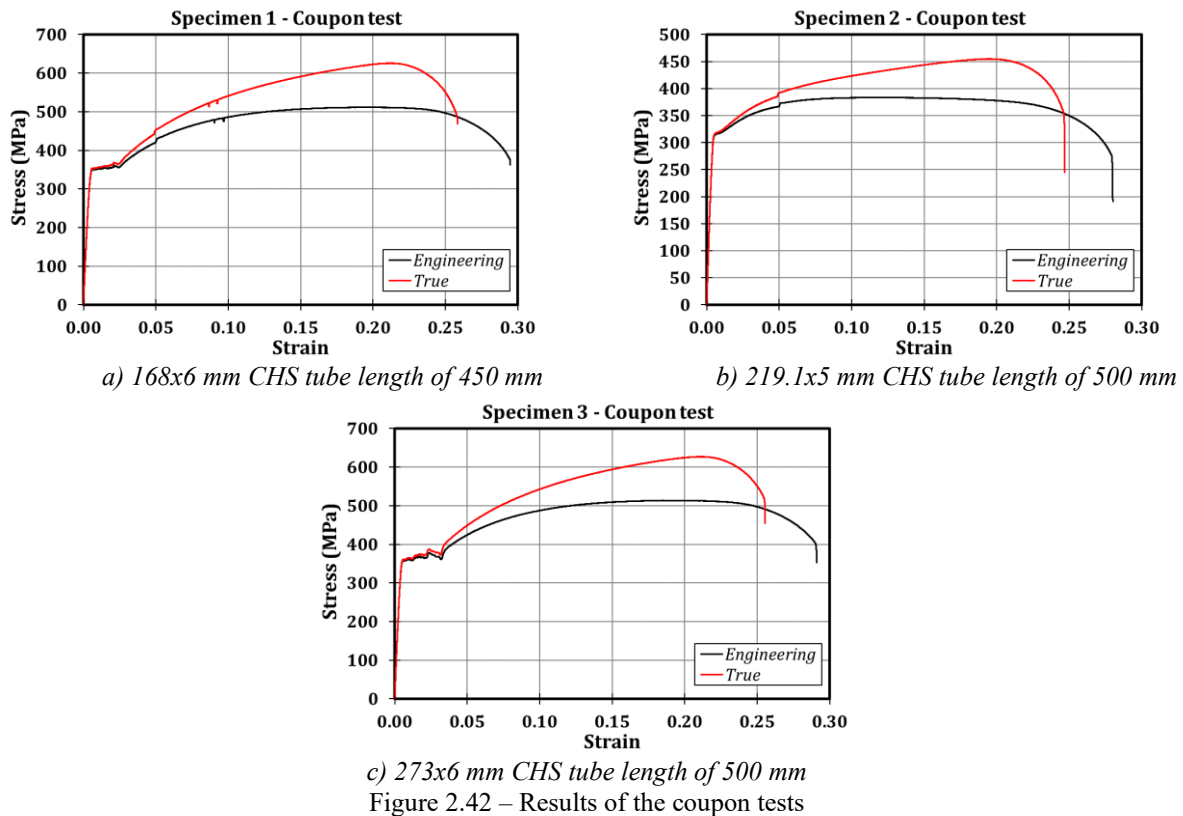 Specimen 1 - Coupon test
700
600
500
400
300
200
100
0
Stress (MPa)
Engineering
True
0.00 0.05 0.10 0.15 0.20 0.25 0.30
Strain
a) 168x6 mm CHS tube length of 450 mm
Specimen 2 - Coupon test
500
450
400
350
300
250
200
150
100
50
0
Stress (MPa)
Engineering
True
0.00 0.05 0.10 0.15 0.20 0.25 0.30
Strain
b) 219.1x5 mm CHS tube length of 500 mm
Specimen 3 - Coupon test
700
600
500
400
300
200
100
0
Stress (MPa)
Engineering
True
0.00 0.05 0.10 0.15 0.20 0.25 0.30
Strain
c) 273x6 mm CHS tube length of 500 mm
Figure 2.42 – Results of the coupon tests